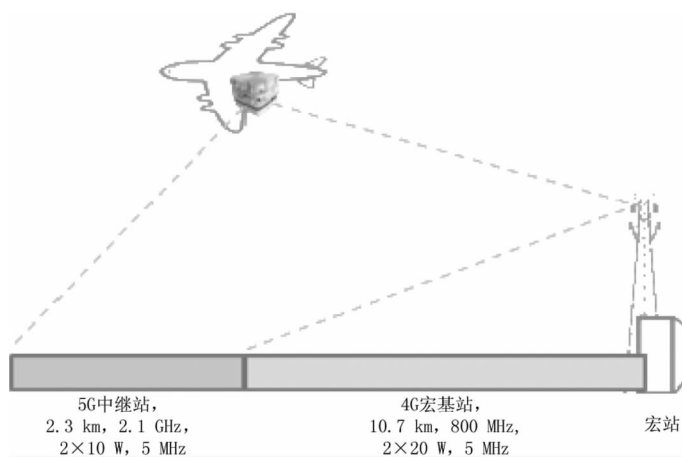 5G中继站,
2.3 km, 2.1 GHz,
2×10 W, 5 MHz
4G宏基站,
10.7 km, 800 MHz,
2×20 W, 5 MHz
宏站